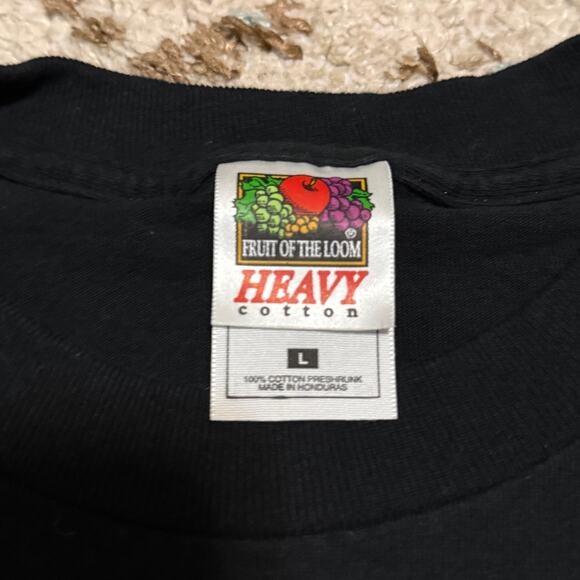 FRUIT OF THE LOOM
®
HEAVY
cotton
L
100% COTTON PRESHRUNK
MADE IN HONDURAS